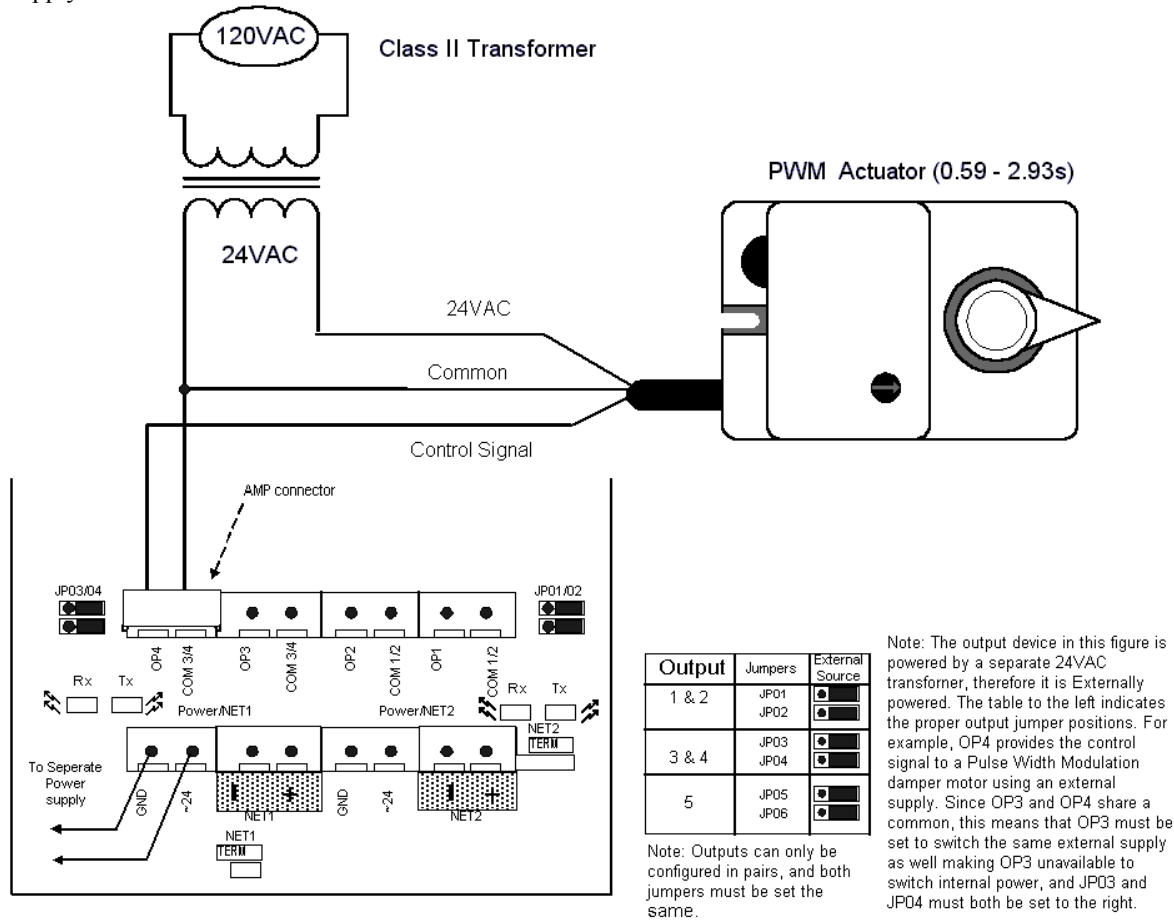 120VAC
Class II Transformer
24VAC
PWM Actuator (0.59 - 2.93s)
24VAC
Common
Control Signal
AMP connector
JP03/04
JP01/02
OP4
COM 3/4
OP3
COM 3/4
OP2
COM 1/2
OP1
COM 1/2
Rx Tx
Power/NET1
Power/NET2
Rx Tx
NET2
TERM
To Seperate
Power
supply
GND
~24
NET1
GND
~24
NET2
NET1
TERM
Output Jumpers External
Source
1 & 2 JP01
JP02
3 & 4 JP03
JP04
5 JP05
JP06
Note: Outputs can only be
configured in pairs, and both
jumpers must be set the
same.
Note: The output device in this figure is
powered by a separate 24VAC
transforner, therefore it is Externally
powered. The table to the left indicates
the proper output jumper positions. For
example, OP4 provides the control
signal to a Pulse Width Modulation
damper motor using an external
supply. Since OP3 and OP4 share a
common, this means that OP3 must be
set to switch the same external supply
as well making OP3 unavailable to
switch internal power, and JP03 and
JP04 must both be set to the right.